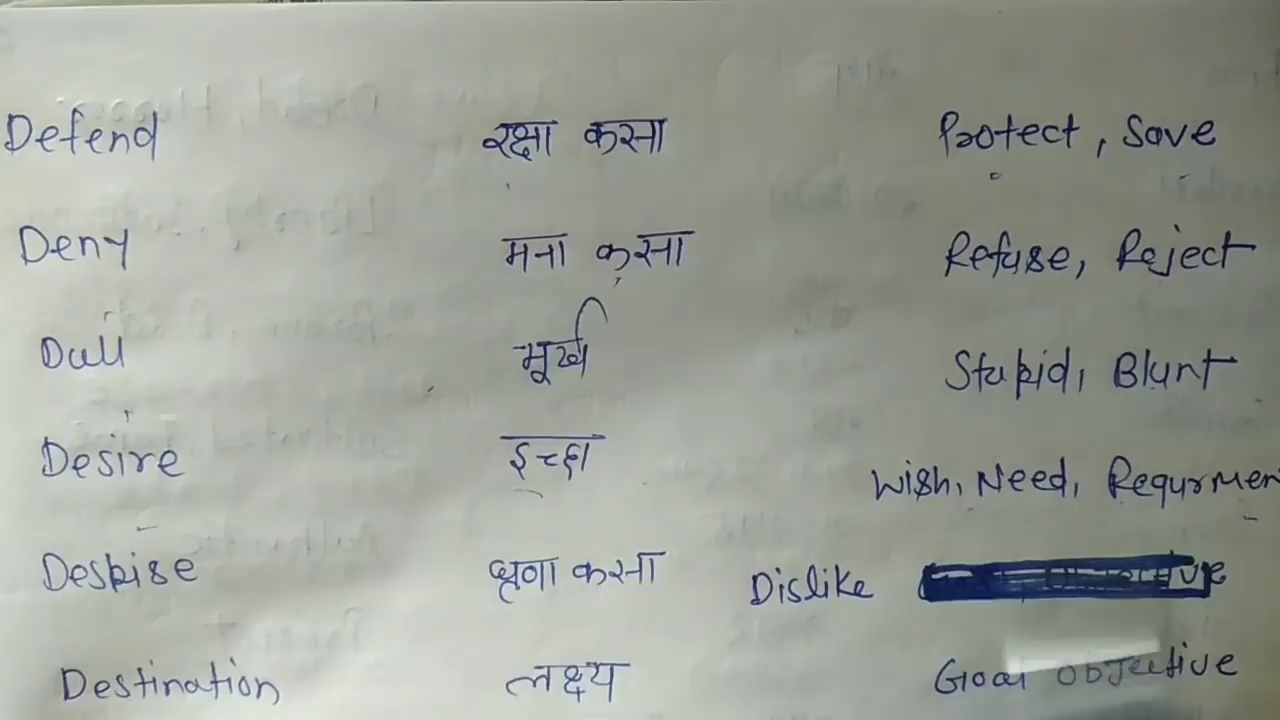 Defend रक्षा करना Protect, Save
Deny मना करना Refuse, Reject
Dull मूर्ख Stupid, Blunt
Desire इच्छा Wish, Need, Requrmen
Despise घृणा करना Dislike
Destination लक्ष्य Goal Objective